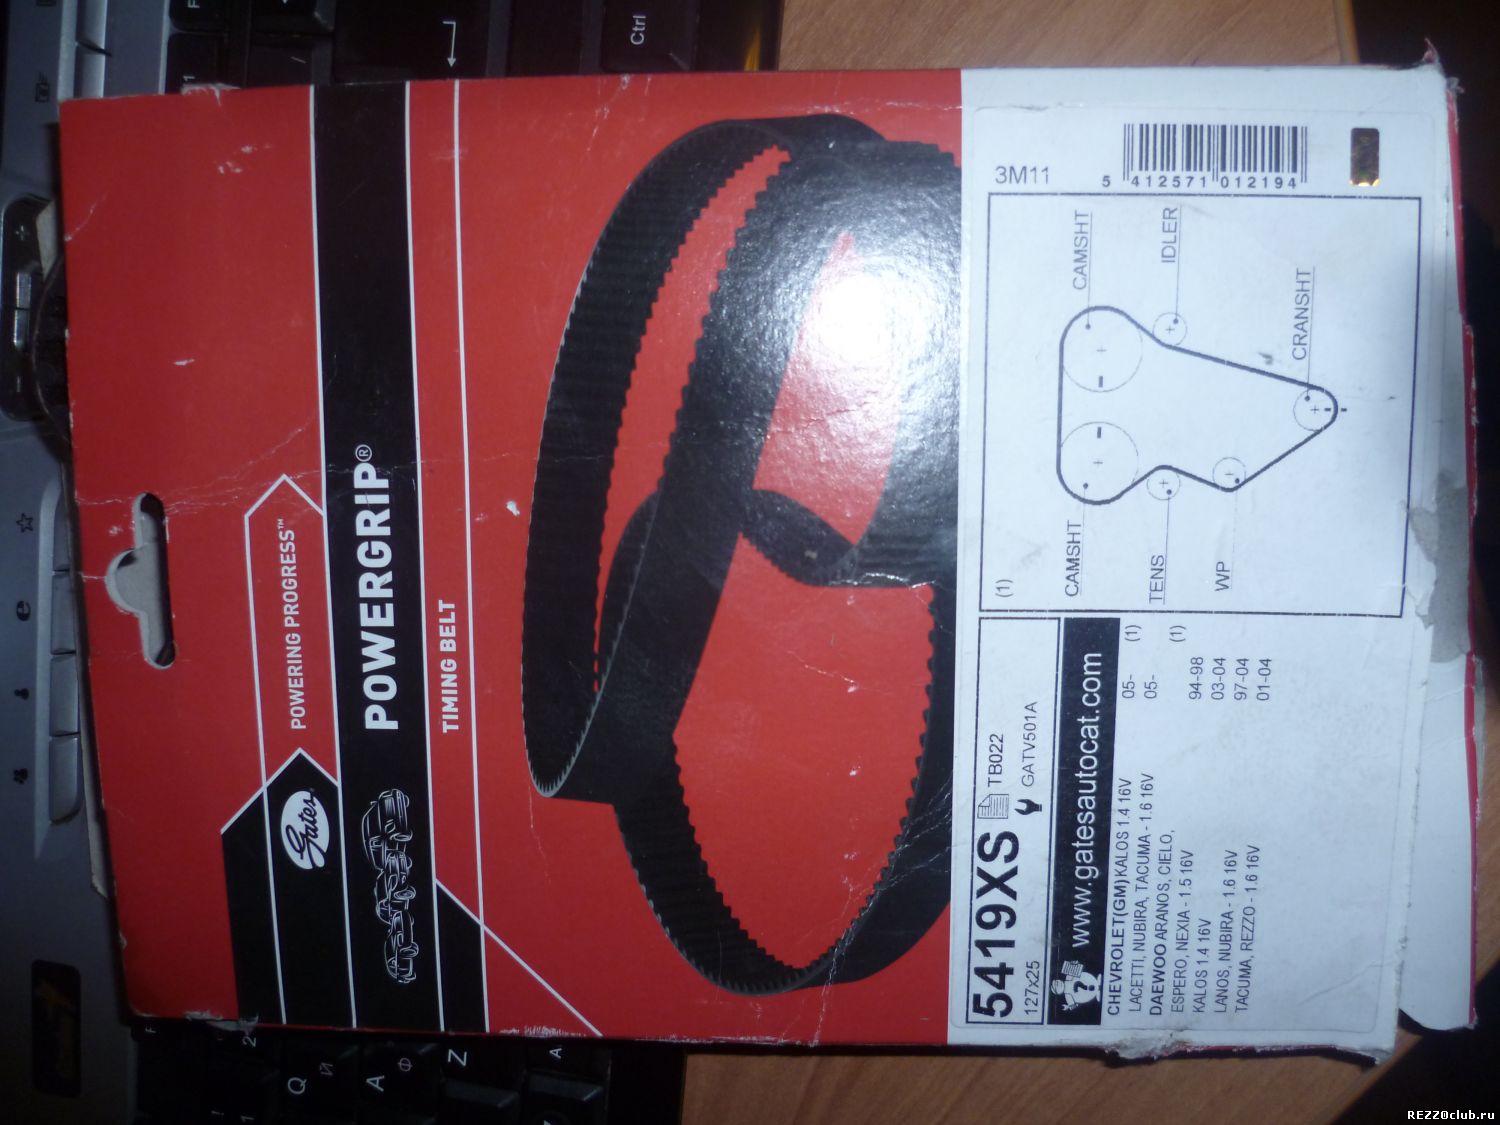 Gates
POWERING PROGRESS™
POWERGRIP®
TIMING BELT
5419XS
127x25
TB022
GATV501A
www.gatesautocat.com
CHEVROLET(GM)KALOS 1.4 16V 05- (1)
LACETTI, NUBIRA, TACUMA - 1.6 16V 05-
DAEWOO ARANOS, CIELO, (1)
ESPERO, NEXIA - 1.5 16V 94-98
KALOS 1.4 16V 03-04
LANOS, NUBIRA - 1.6 16V 97-04
TACUMA, REZZO - 1.6 16V 01-04
3M11
5 412571 012194
(1)
CAMSHT
CAMSHT
IDLER
TENS
WP
CRANSHT
Ctrl
Q Й
A Ф
Z
REZZOclub.ru